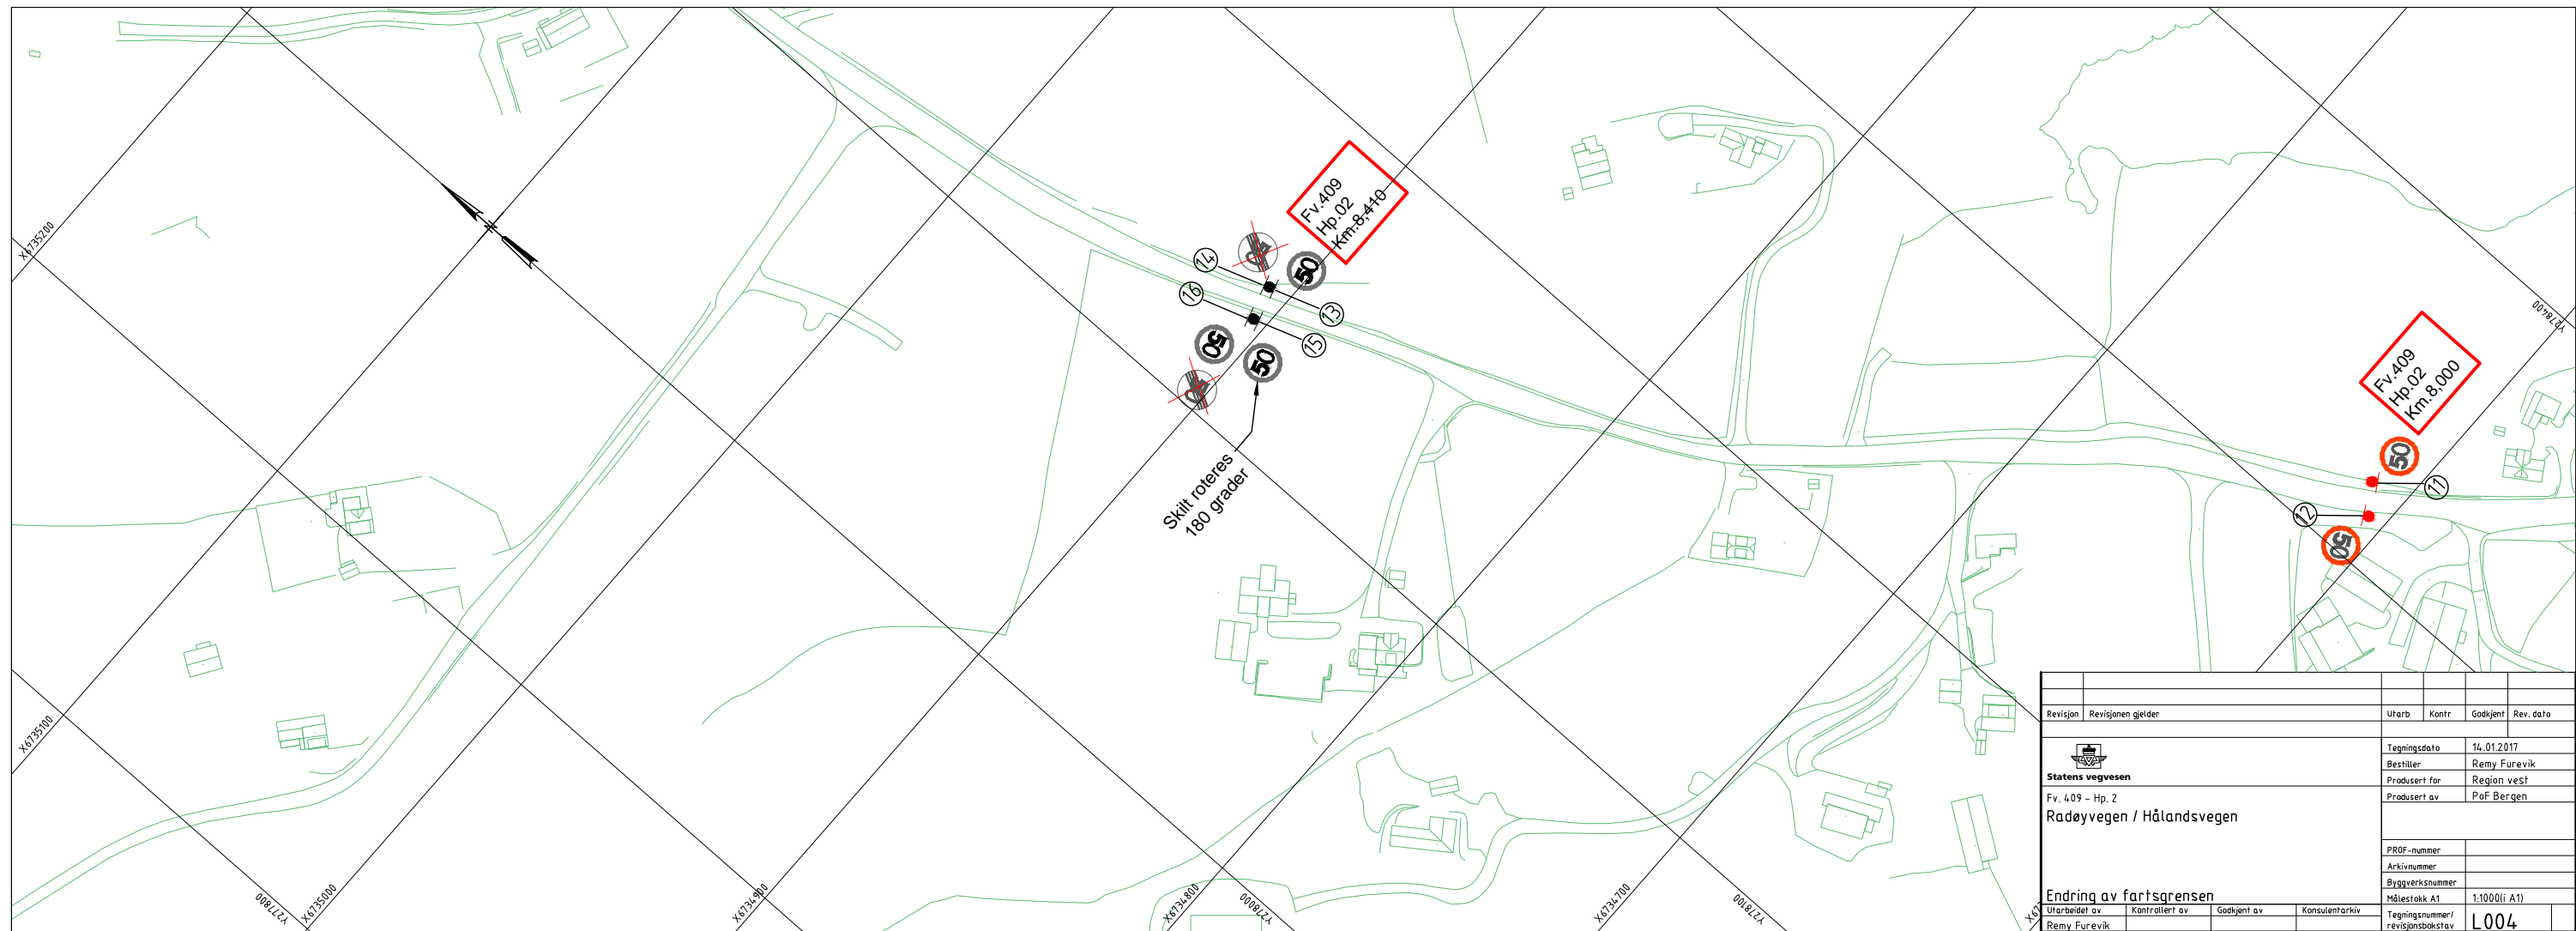 X6735200
X6735100
Y277800
X6735000
X6734900
X6734800
Y278000
X6734700
Y278100
Y278400
N
Fv.409
Hp.02
Km.8,410
14
50
16
13
50
15
50
Skilt roteres
180 grader
Fv.409
Hp.02
Km.8,000
50
11
12
50
Revisjon Revisjonen gjelder Utarb Kontr Godkjent Rev. dato
Statens vegvesen
Tegningsdato 14.01.2017
Bestiller Remy Furevik
Produsert for Region vest
Produsert av PoF Bergen
Fv. 409 - Hp. 2
Radøyvegen / Hålandsvegen
PROF-nummer
Arkivnummer
Byggverksnummer
Endring av fartsgrensen
Målestokk A1 1:1000(i A1)
Utarbeidet av Kontrollert av Godkjent av Konsulentarkiv
Remy Furevik
Tegningsnummer/
revisjonsbokstav L004